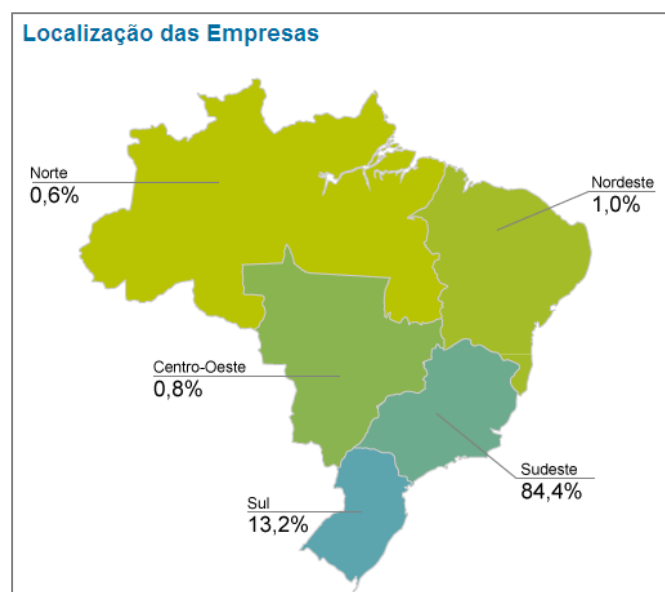 Localização das Empresas
Norte
0,6%
Nordeste
1,0%
Centro-Oeste
0,8%
Sudeste
84,4%
Sul
13,2%